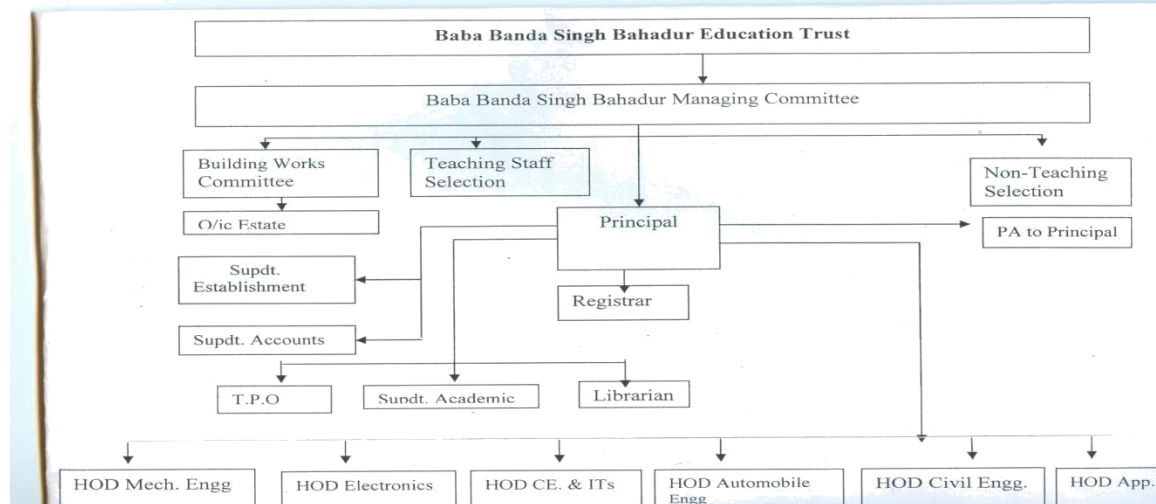 Baba Banda Singh Bahadur Education Trust
Baba Banda Singh Bahadur Managing Committee
Building Works
Committee
Teaching Staff
Selection
Non-Teaching
Selection
O/ic Estate
Principal
PA to Principal
Supdt.
Establishment
Registrar
Supdt. Accounts
T.P.O
Supdt. Academic
Librarian
HOD Mech. Engg
HOD Electronics
HOD CE. & ITs
HOD Automobile
Engg
HOD Civil Engg.
HOD App.